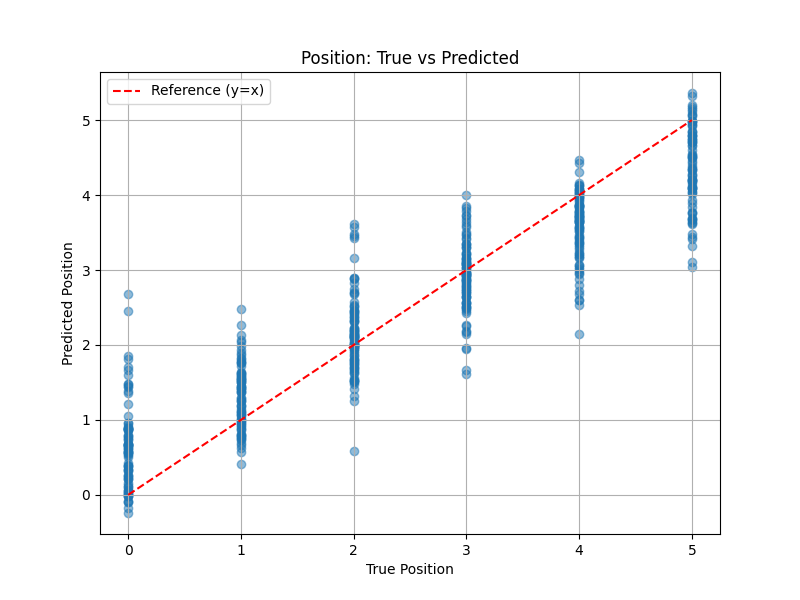 Position: True vs Predicted
Reference (y=x)
5
4
3
2
1
0
Predicted Position
0 1 2 3 4 5
True Position